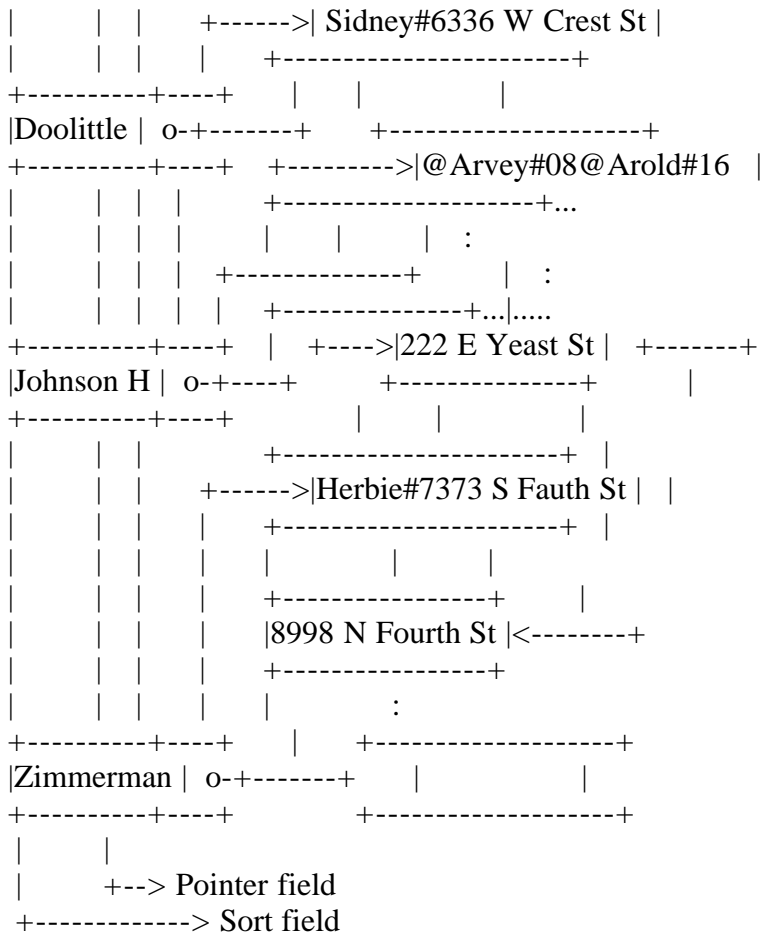 |          |    |       +------>| Sidney#6336 W Crest St |
|          |    |       |       +-----------------------+
+----------+----+       |     |                 |
|Doolittle |  o-+-------+       +---------------------+
+----------+----+    +--------->|@Arvey#08@Arold#16   |
|          |    |    |          +---------------------+...
|          |    |    |          |        |         |    :
|          |    |    |    +--------------+          |    :
|          |    |    |    |     +---------------+...|.....
+----------+----+    |    +---->|222 E Yeast St |   +-------+
|Johnson H |  o-+----+          +---------------+           |
+----------+----+               |        |                |
|          |    |               +-----------------------+   |
|          |    |       +------>|Herbie#7373 S Fauth St |   |
|          |    |       |       +-----------------------+   |
|          |    |       |       |               |          |
|          |    |       |       +-----------------+         |
|          |    |       |       |8998 N Fourth St |<--------+
|          |    |       |       +-----------------+
|          |    |       |       |               :
+----------+----+       |       +--------------------+
|Zimmerman |  o-+-------+       |                    |
+----------+----+               +--------------------+
 |         |
 |         +--> Pointer field
 +-------------> Sort field